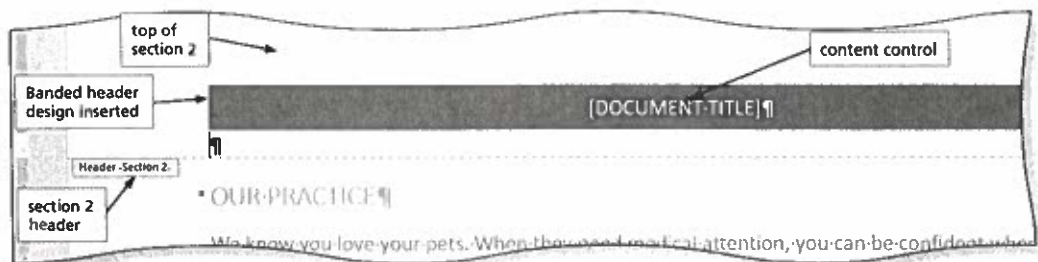 top of
section 2
content control
Banded header
design inserted
[DOCUMENT·TITLE]¶
¶
Header -Section 2-
section 2
header
▪ OUR·PRACTICE¶
We·know·you·love·your·pets.·When·they·need·medical·attention,·you·can·be·confident·